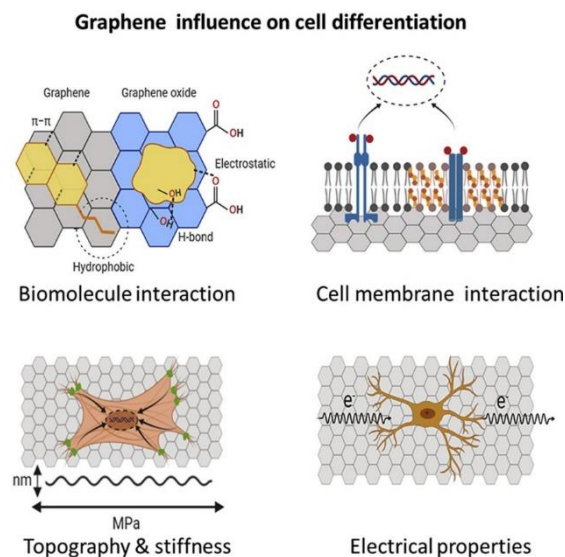 Graphene influence on cell differentiation
Graphene
Graphene oxide
π-π
O
OH
Electrostatic
OH
O
OH
OH
H-bond
Hydrophobic
Biomolecule interaction
Cell membrane interaction
nm
MPa
Topography & stiffness
e-
e-
Electrical properties